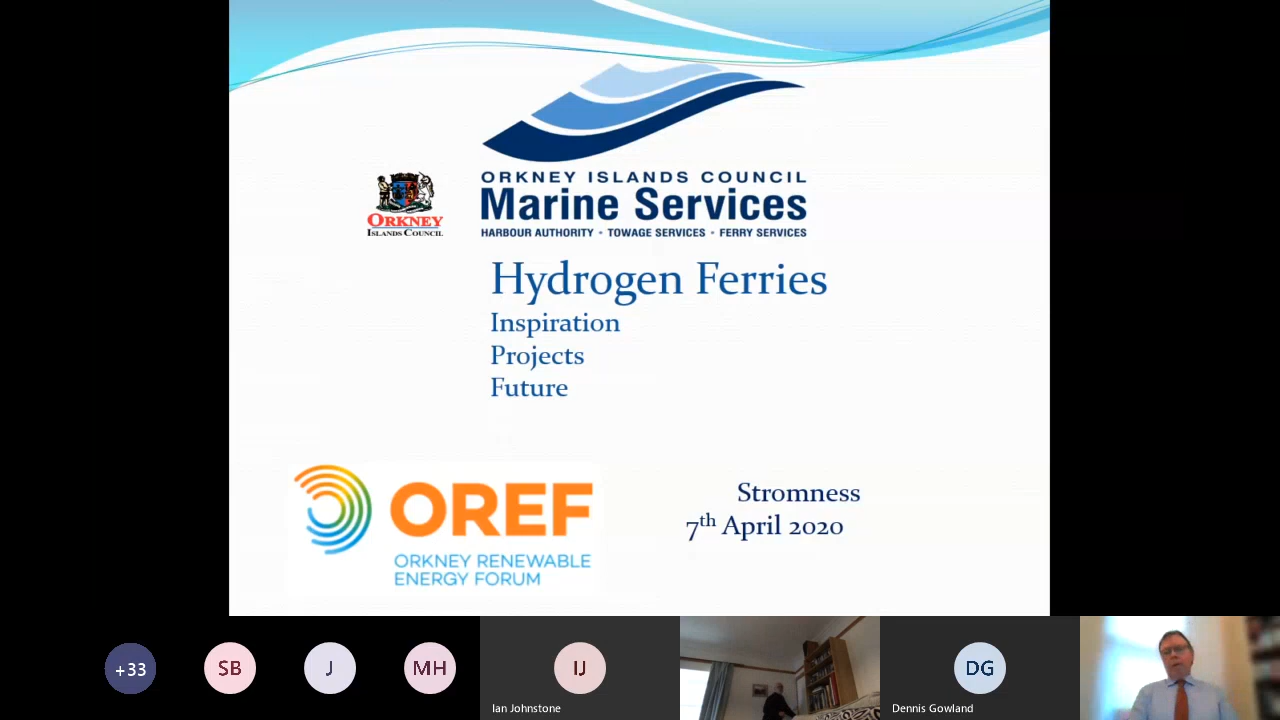 ORKNEY
ISLANDS COUNCIL
ORKNEY ISLANDS COUNCIL
Marine Services
HARBOUR AUTHORITY • TOWAGE SERVICES • FERRY SERVICES
Hydrogen Ferries
Inspiration
Projects
Future
OREF
ORKNEY RENEWABLE
ENERGY FORUM
Stromness
7th April 2020
+33
SB
J
MH
IJ
Ian Johnstone
DG
Dennis Gowland